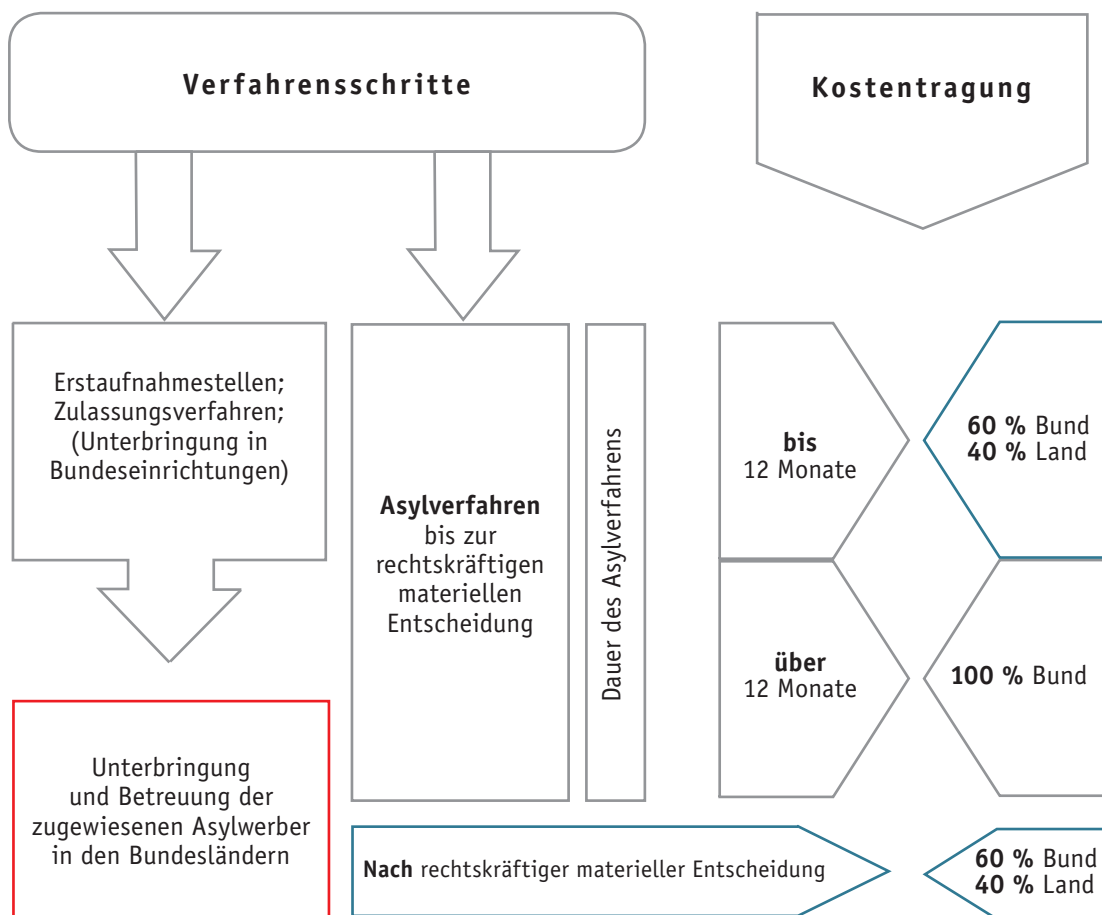 Verfahrensschritte
Kostentragung
Erstaufnahmestellen;
Zulassungsverfahren;
(Unterbringung in
Bundeseinrichtungen)
Unterbringung
und Betreuung der
zugewiesenen Asylwerber
in den Bundesländern
Asylverfahren
bis zur
rechtskräftigen
materiellen
Entscheidung
Dauer des Asylverfahrens
bis
12 Monate
60 % Bund
40 % Land
über
12 Monate
100 % Bund
Nach rechtskräftiger materieller Entscheidung
60 % Bund
40 % Land